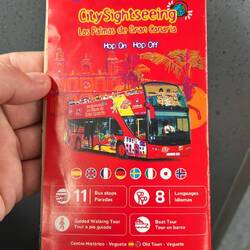 City Sightseeing
Las Palmas de Gran Canaria
Hop On Hop Off
11 Bus stops
Paradas
8 Languages
Idiomas
Guided Walking Tour
Tour a pie guiado
Boat Tour
Tour en barco
Centro Histórico - Vegueta
Old Town - Vegueta